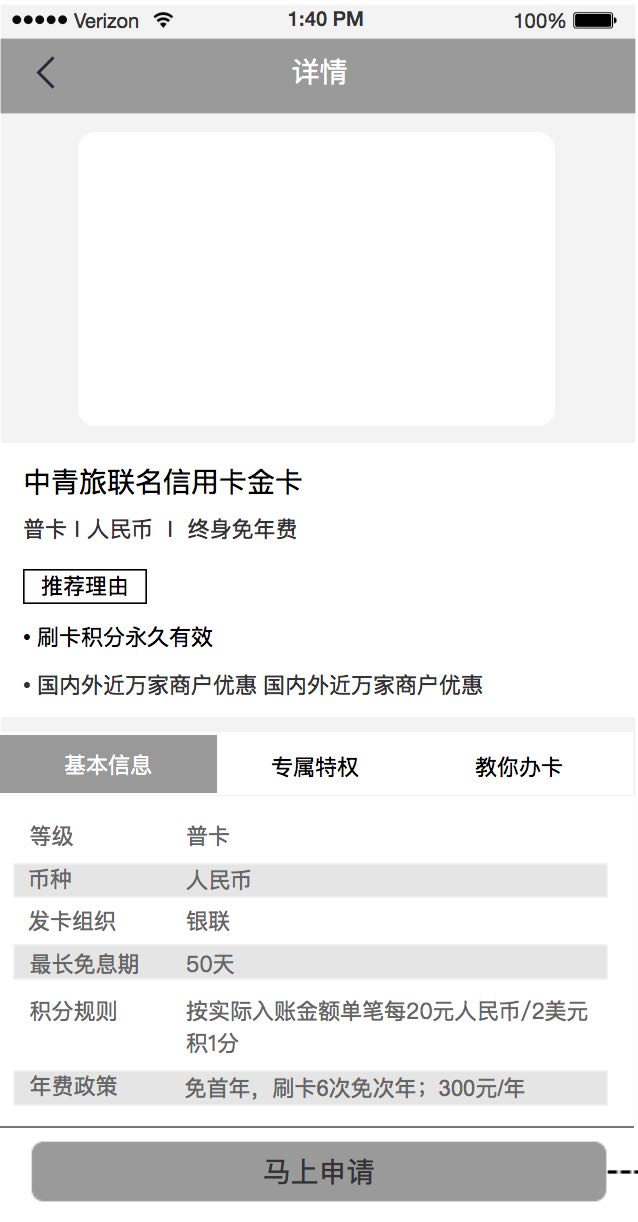 ●●●●● Verizon 1:40 PM 100%
详情
中青旅联名信用卡金卡
普卡 | 人民币 | 终身免年费
推荐理由
• 刷卡积分永久有效
• 国内外近万家商户优惠 国内外近万家商户优惠
基本信息 专属特权 教你办卡
等级 普卡
币种 人民币
发卡组织 银联
最长免息期 50天
积分规则 按实际入账金额单笔每20元人民币/2美元
积1分
年费政策 免首年，刷卡6次免次年；300元/年
马上申请